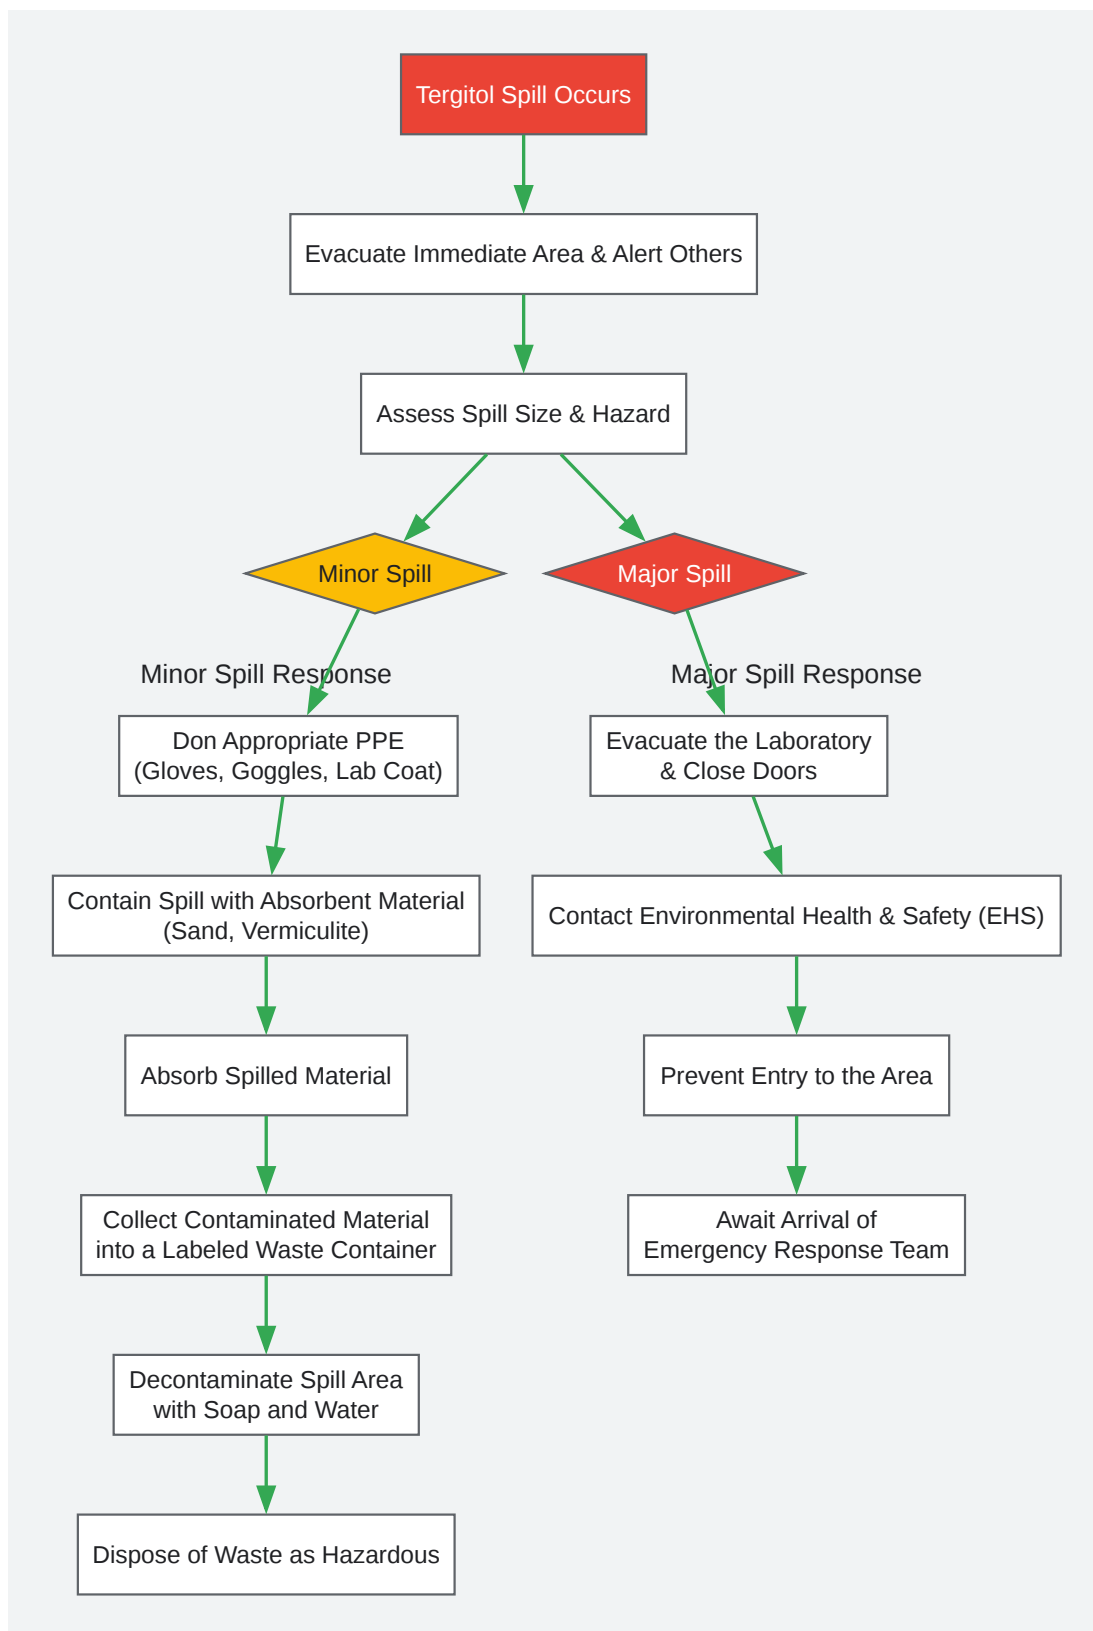 Tergitol Spill Occurs
Evacuate Immediate Area & Alert Others
Assess Spill Size & Hazard
Minor Spill
Major Spill
Minor Spill Response
Don Appropriate PPE
(Gloves, Goggles, Lab Coat)
Contain Spill with Absorbent Material
(Sand, Vermiculite)
Absorb Spilled Material
Collect Contaminated Material
into a Labeled Waste Container
Decontaminate Spill Area
with Soap and Water
Dispose of Waste as Hazardous
Major Spill Response
Evacuate the Laboratory
& Close Doors
Contact Environmental Health & Safety (EHS)
Prevent Entry to the Area
Await Arrival of
Emergency Response Team